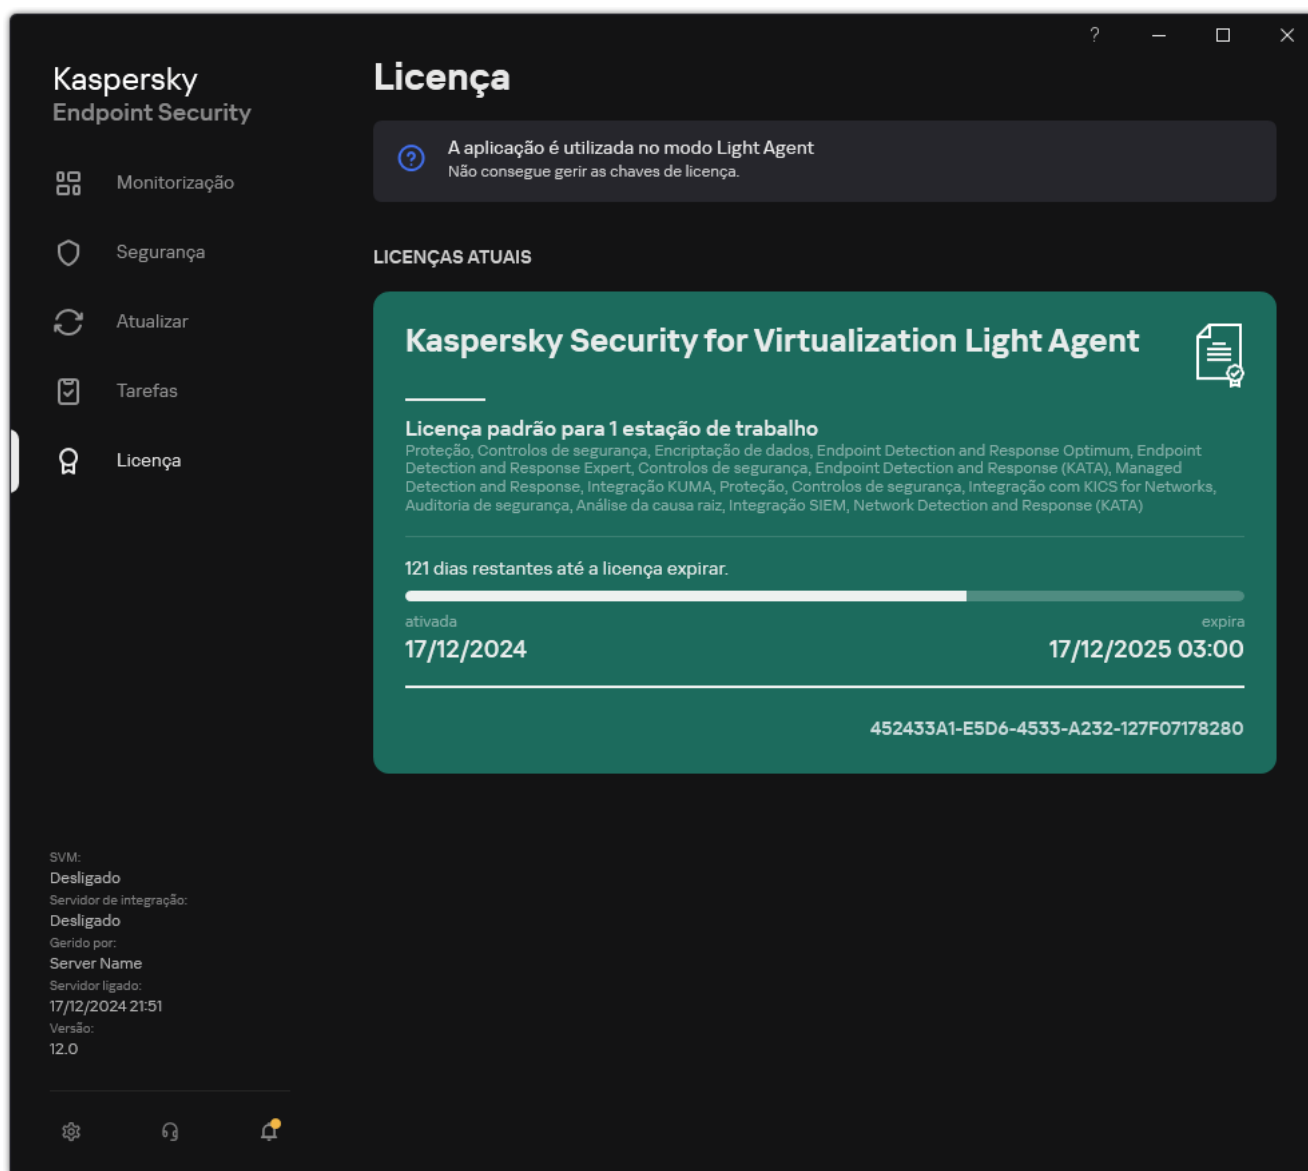 Kaspersky
Endpoint Security
Monitorização
Segurança
Atualizar
Tarefas
Licença
SVM:
Desligado
Servidor de integração:
Desligado
Gerido por:
Server Name
Servidor ligado:
17/12/2024 21:51
Versão:
12.0
?
Licença
A aplicação é utilizada no modo Light Agent
Não consegue gerir as chaves de licença.
LICENÇAS ATUAIS
Kaspersky Security for Virtualization Light Agent
Licença padrão para 1 estação de trabalho
Proteção, Controlos de segurança, Encriptação de dados, Endpoint Detection and Response Optimum, Endpoint
Detection and Response Expert, Controlos de segurança, Endpoint Detection and Response (KATA), Managed
Detection and Response, Integração KUMA, Proteção, Controlos de segurança, Integração com KICS for Networks,
Auditoria de segurança, Análise da causa raiz, Integração SIEM, Network Detection and Response (KATA)
121 dias restantes até a licença expirar.
ativada expira
17/12/2024 17/12/2025 03:00
452433A1-E5D6-4533-A232-127F07178280